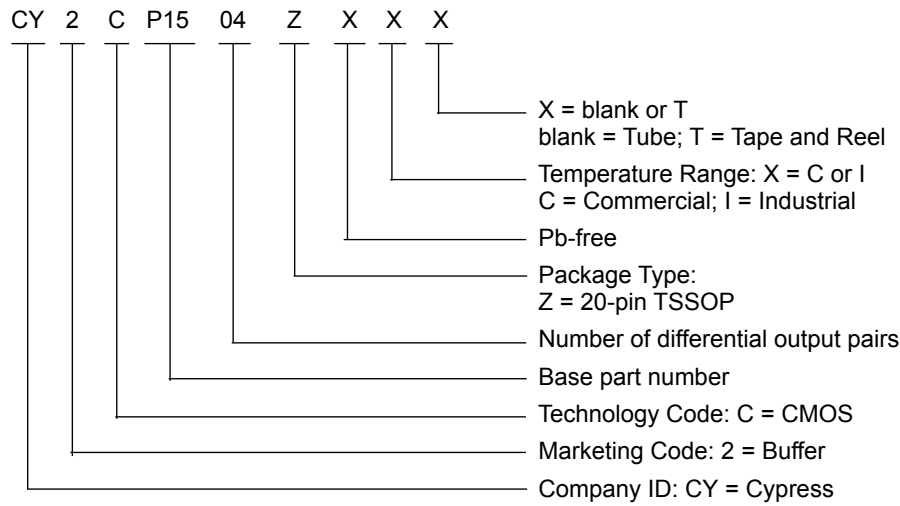 CY 2 C P15 04 Z X X X
X = blank or T
blank = Tube; T = Tape and Reel
Temperature Range: X = C or I
C = Commercial; I = Industrial
Pb-free
Package Type:
Z = 20-pin TSSOP
Number of differential output pairs
Base part number
Technology Code: C = CMOS
Marketing Code: 2 = Buffer
Company ID: CY = Cypress